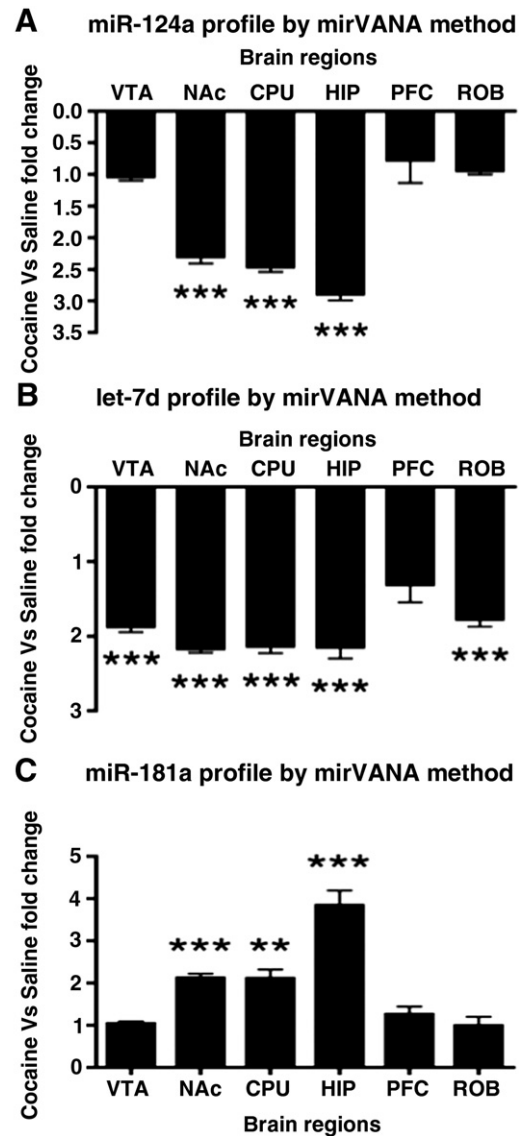 A miR-124a profile by mirVANA method
Brain regions
VTA NAc CPU HIP PFC ROB
Cocaine Vs Saline fold change
0.0
0.5
1.0
1.5
2.0
2.5
3.0
3.5
*** *** ***
B let-7d profile by mirVANA method
Brain regions
VTA NAc CPU HIP PFC ROB
Cocaine Vs Saline fold change
0
1
2
3
*** *** *** *** ***
C miR-181a profile by mirVANA method
Cocaine Vs Saline fold change
5
4
3
2
1
0
*** ** ***
VTA NAc CPU HIP PFC ROB
Brain regions